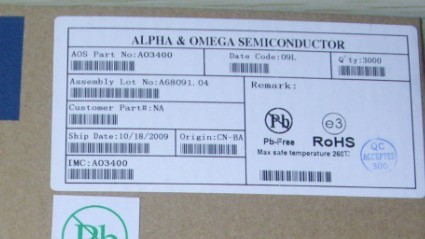 ALPHA & OMEGA SEMICONDUCTOR
AOS Part No:AO3400
Date Code:09L
Q'ty:3000
Assembly Lot No:A68091.04
Remark:
Customer Part#:NA
Pb
e3
Pb-Free
RoHS
Max safe temperature 260℃
Ship Date:10/18/2009
Origin:CN-BA
QC
ACCEPTED
IMC:AO3400
Pb